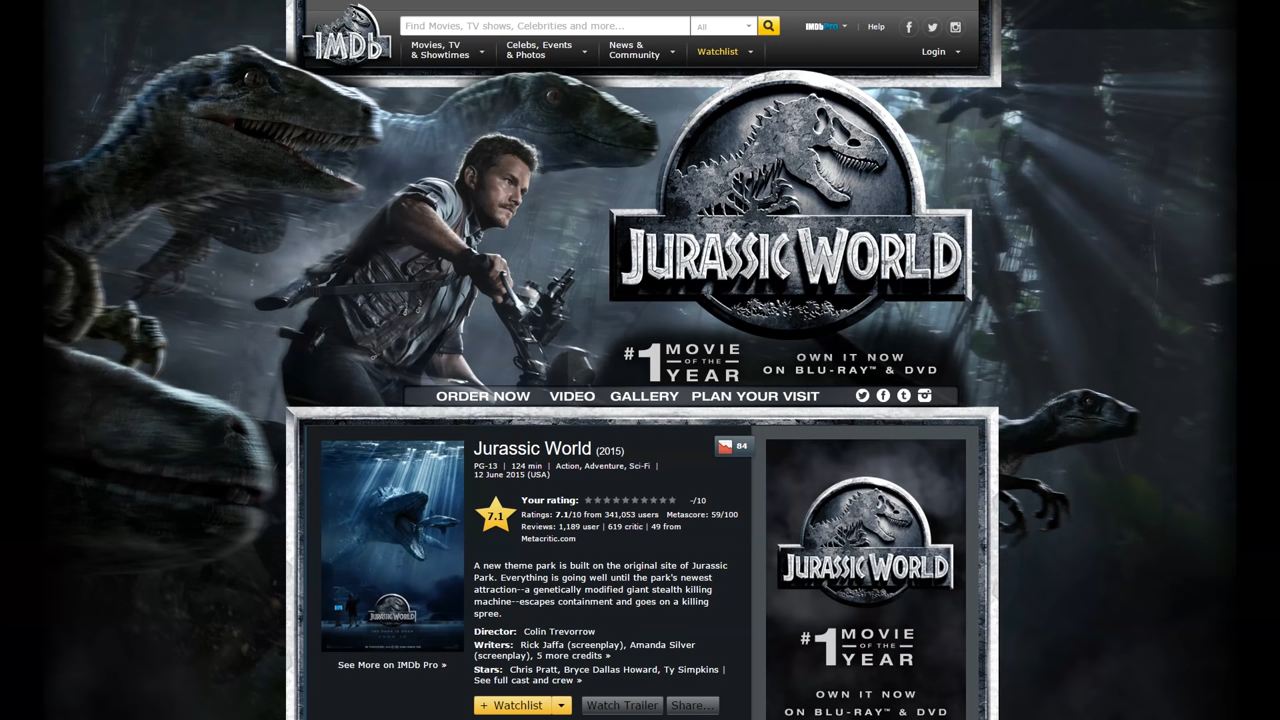 IMDb
Find Movies, TV shows, Celebrities and more...
All
IMDbPro
Help
Movies, TV
& Showtimes
Celebs, Events
& Photos
News &
Community
Watchlist
Login
JURASSIC WORLD
#1 MOVIE OF THE YEAR
OWN IT NOW
ON BLU-RAY™ & DVD
ORDER NOW VIDEO GALLERY PLAN YOUR VISIT
Jurassic World (2015)
84
PG-13 | 124 min | Action, Adventure, Sci-Fi |
12 June 2015 (USA)
7.1
Your rating: -/10
Ratings: 7.1/10 from 341,053 users Metascore: 59/100
Reviews: 1,189 user | 619 critic | 49 from
Metacritic.com
A new theme park is built on the original site of Jurassic
Park. Everything is going well until the park's newest
attraction--a genetically modified giant stealth killing
machine--escapes containment and goes on a killing
spree.
Director: Colin Trevorrow
Writers: Rick Jaffa (screenplay), Amanda Silver
(screenplay), 5 more credits »
Stars: Chris Pratt, Bryce Dallas Howard, Ty Simpkins |
See full cast and crew »
+ Watchlist
Watch Trailer
Share...
JURASSIC WORLD
See More on IMDb Pro »
JURASSIC WORLD
#1 MOVIE OF THE YEAR
OWN IT NOW
ON BLU-RAY™ & DVD